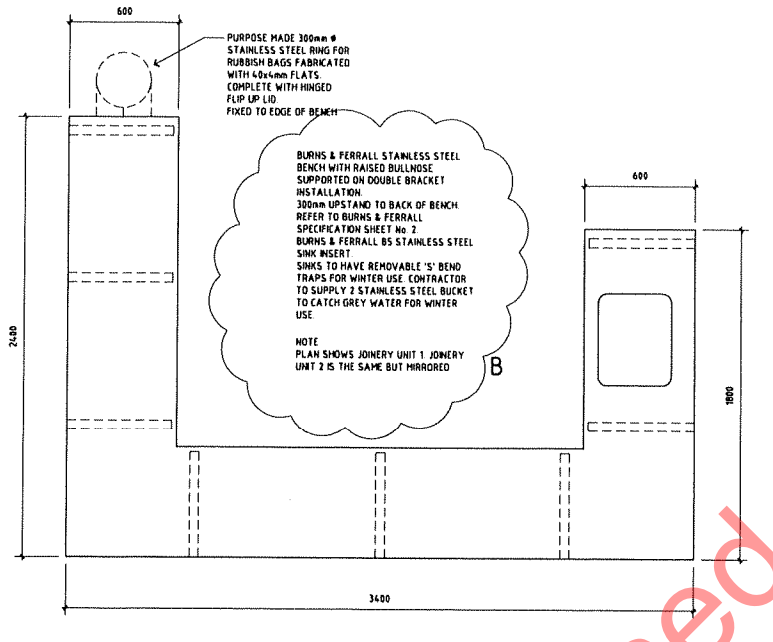 600
PURPOSE MADE 300mm ø
STAINLESS STEEL RING FOR
RUBBISH BAGS FABRICATED
WITH 40x4mm FLATS.
COMPLETE WITH HINGED
FLIP UP LID.
FIXED TO EDGE OF BENCH
BURNS & FERRALL STAINLESS STEEL
BENCH WITH RAISED BULLNOSE
SUPPORTED ON DOUBLE BRACKET
INSTALLATION.
300mm UPSTAND TO BACK OF BENCH.
REFER TO BURNS & FERRALL
SPECIFICATION SHEET No. 2.
BURNS & FERRALL B5 STAINLESS STEEL
SINK INSERT.
SINKS TO HAVE REMOVABLE 'S' BEND
TRAPS FOR WINTER USE. CONTRACTOR
TO SUPPLY 2 STAINLESS STEEL BUCKET
TO CATCH GREY WATER FOR WINTER
USE.
NOTE
PLAN SHOWS JOINERY UNIT 1. JOINERY
UNIT 2 IS THE SAME BUT MIRRORED
B
600
2400
1800
3400